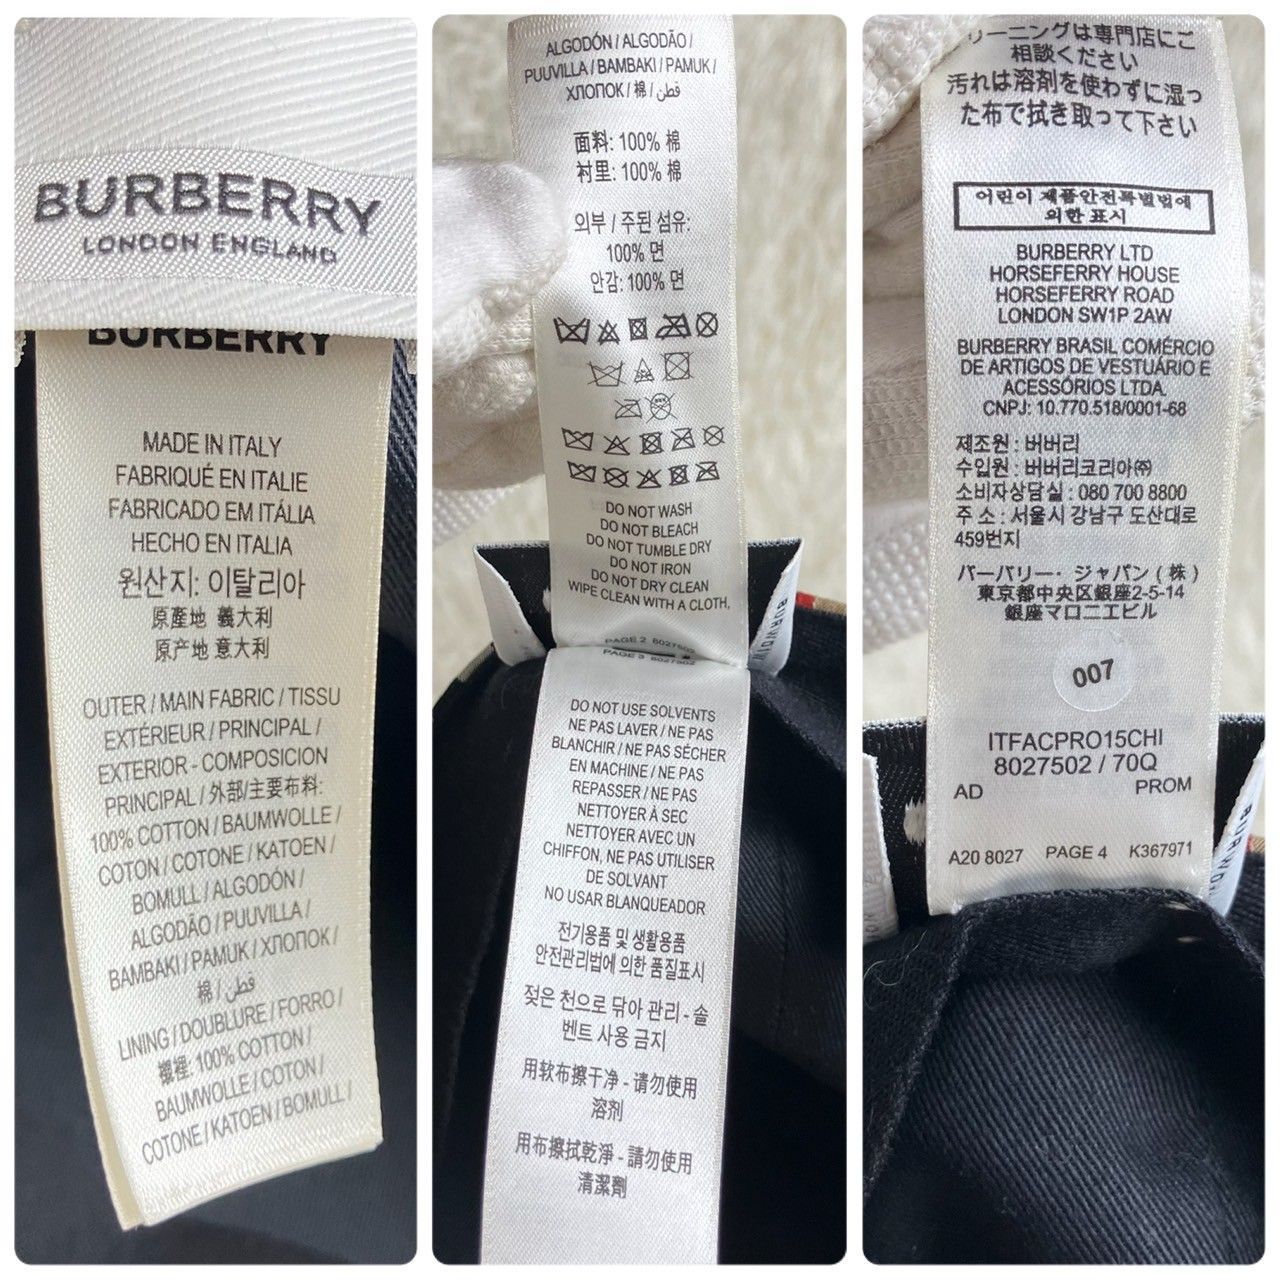 BURBERRY
LONDON ENGLAND
BURBERRY
MADE IN ITALY
FABRIQUÉ EN ITALIE
FABRICADO EM ITÁLIA
HECHO EN ITALIA
원산지: 이탈리아
原產地 義大利
原产地 意大利
OUTER / MAIN FABRIC / TISSU
EXTÉRIEUR / PRINCIPAL /
EXTERIOR - COMPOSICION
PRINCIPAL / 外部/主要布料:
100% COTTON / BAUMWOLLE /
COTON / COTONE / KATOEN /
BOMULL / ALGODÓN /
ALGODÃO / PUUVILLA /
BAMBAKI / PAMUK / ХЛОПОК /
棉 / قطن /
LINING / DOUBLURE / FORRO /
襯裡: 100% COTTON /
BAUMWOLLE / COTON /
COTONE / KATOEN / BOMULL /
ALGODÓN / ALGODÃO /
PUUVILLA / BAMBAKI / PAMUK /
ХЛОПОК / 棉 / قطن
面料: 100% 棉
衬里: 100% 棉
외부 / 주된 섬유:
100% 면
안감: 100% 면
DO NOT WASH
DO NOT BLEACH
DO NOT TUMBLE DRY
DO NOT IRON
DO NOT DRY CLEAN
WIPE CLEAN WITH A CLOTH,
PAGE 2 8027502
PAGE 3 8027502
DO NOT USE SOLVENTS
NE PAS LAVER / NE PAS
BLANCHIR / NE PAS SÉCHER
EN MACHINE / NE PAS
REPASSER / NE PAS
NETTOYER À SEC
NETTOYER AVEC UN
CHIFFON, NE PAS UTILISER
DE SOLVANT
NO USAR BLANQUEADOR
전기용품 및 생활용품
안전관리법에 의한 품질표시
젖은 천으로 닦아 관리 - 솔
벤트 사용 금지
用软布擦干净 - 请勿使用
溶剂
用布擦拭乾淨 - 請勿使用
清潔劑
リーニングは専門店にご
相談ください
汚れは溶剤を使わずに湿っ
た布で拭き取って下さい
어린이 제품안전특별법에
의한 표시
BURBERRY LTD
HORSEFERRY HOUSE
HORSEFERRY ROAD
LONDON SW1P 2AW
BURBERRY BRASIL COMÉRCIO
DE ARTIGOS DE VESTUÁRIO E
ACESSÓRIOS LTDA.
CNPJ: 10.770.518/0001-68
제조원 : 버버리
수입원 : 버버리코리아㈜
소비자상담실 : 080 700 8800
주 소 : 서울시 강남구 도산대로
459번지
バーバリー・ジャパン (株)
東京都中央区銀座2-5-14
銀座マロニエビル
007
ITFACPRO15CHI
8027502 / 70Q
AD PROM
A20 8027 PAGE 4 K367971